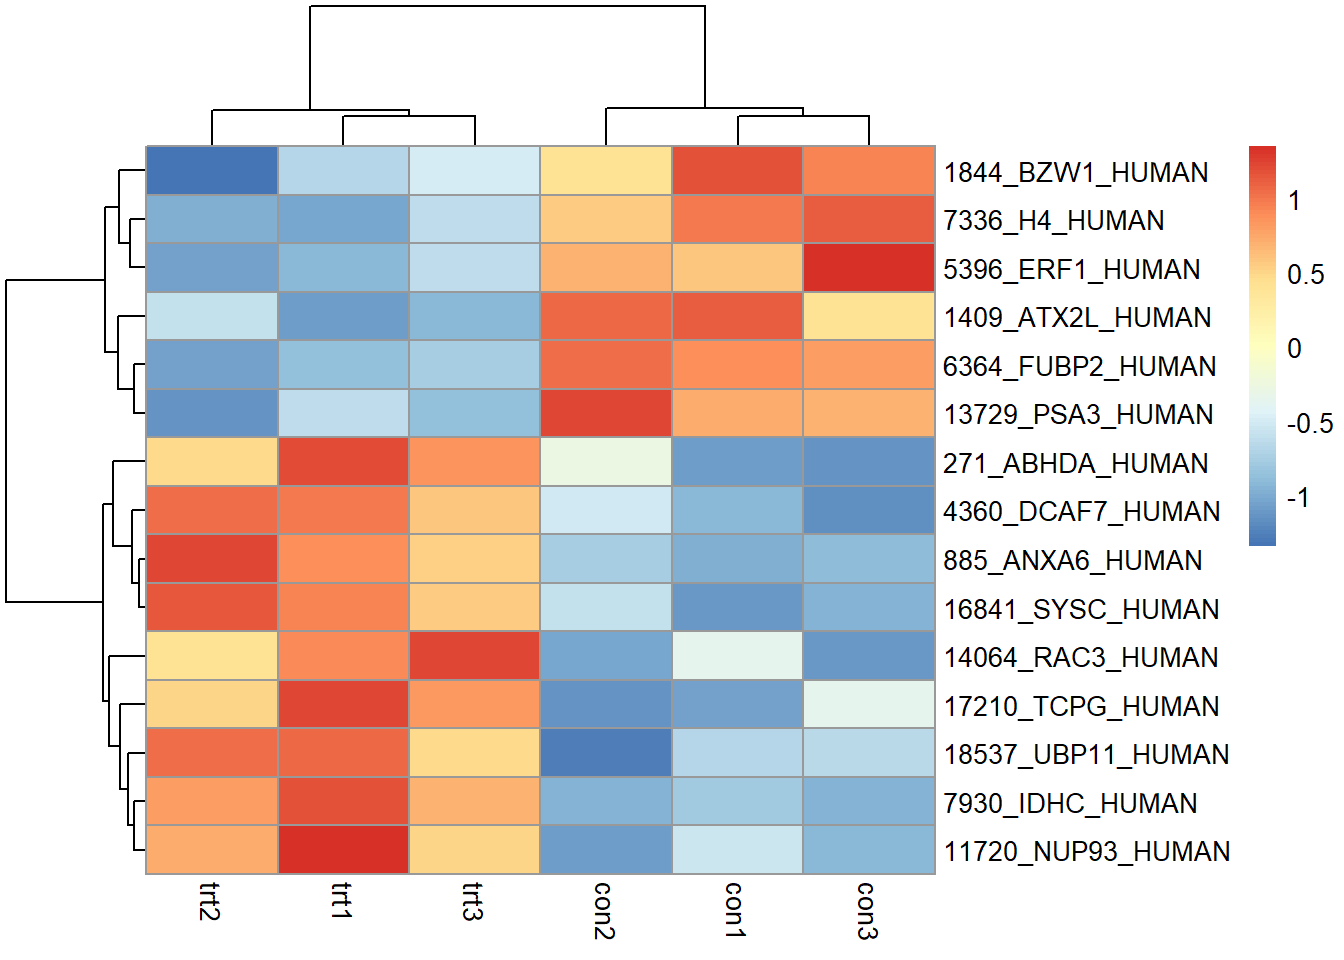 1844_BZW1_HUMAN
7336_H4_HUMAN
5396_ERF1_HUMAN
1409_ATX2L_HUMAN
6364_FUBP2_HUMAN
13729_PSA3_HUMAN
271_ABHDA_HUMAN
4360_DCAF7_HUMAN
885_ANXA6_HUMAN
16841_SYSC_HUMAN
14064_RAC3_HUMAN
17210_TCPG_HUMAN
18537_UBP11_HUMAN
7930_IDHC_HUMAN
11720_NUP93_HUMAN
1
0.5
0
-0.5
-1
trt2
trt1
trt3
con2
con1
con3